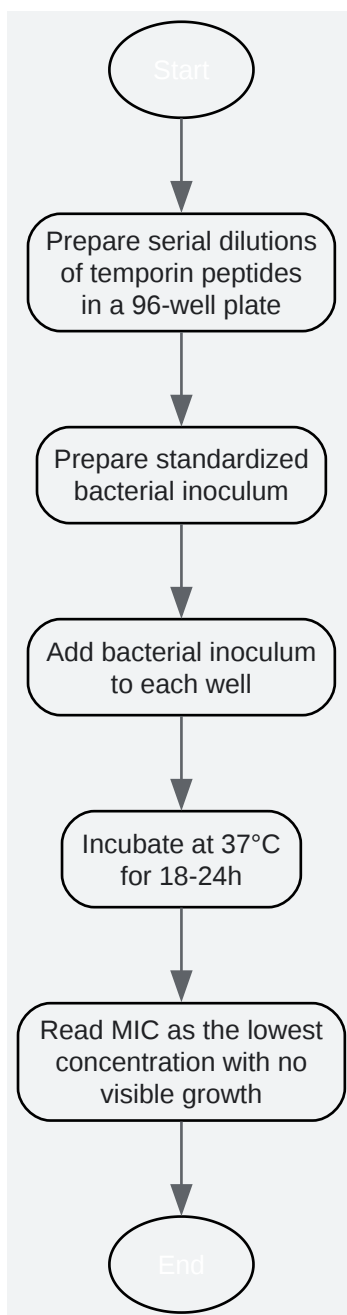 Start
Prepare serial dilutions
of temporin peptides
in a 96-well plate
Prepare standardized
bacterial inoculum
Add bacterial inoculum
to each well
Incubate at 37°C
for 18-24h
Read MIC as the lowest
concentration with no
visible growth
End